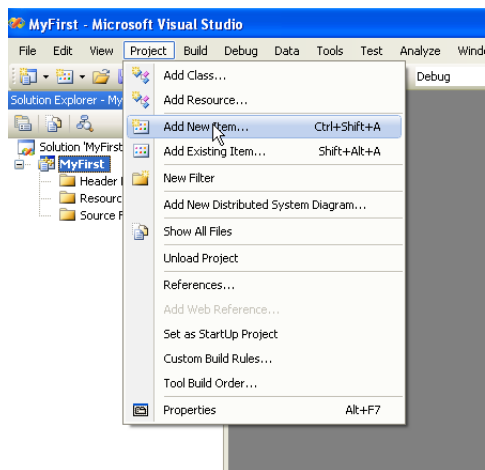 MyFirst - Microsoft Visual Studio
File Edit View Project Build Debug Data Tools Test Analyze
Debug
Solution Explorer - My
Add Class...
Add Resource...
Add New Item... Ctrl+Shift+A
Solution 'MyFirst
Add Existing Item... Shift+Alt+A
MyFirst
Header
New Filter
Add New Distributed System Diagram...
Source
Show All Files
Unload Project
References...
Add Web Reference...
Set as StartUp Project
Custom Build Rules...
Tool Build Order...
Properties Alt+F7